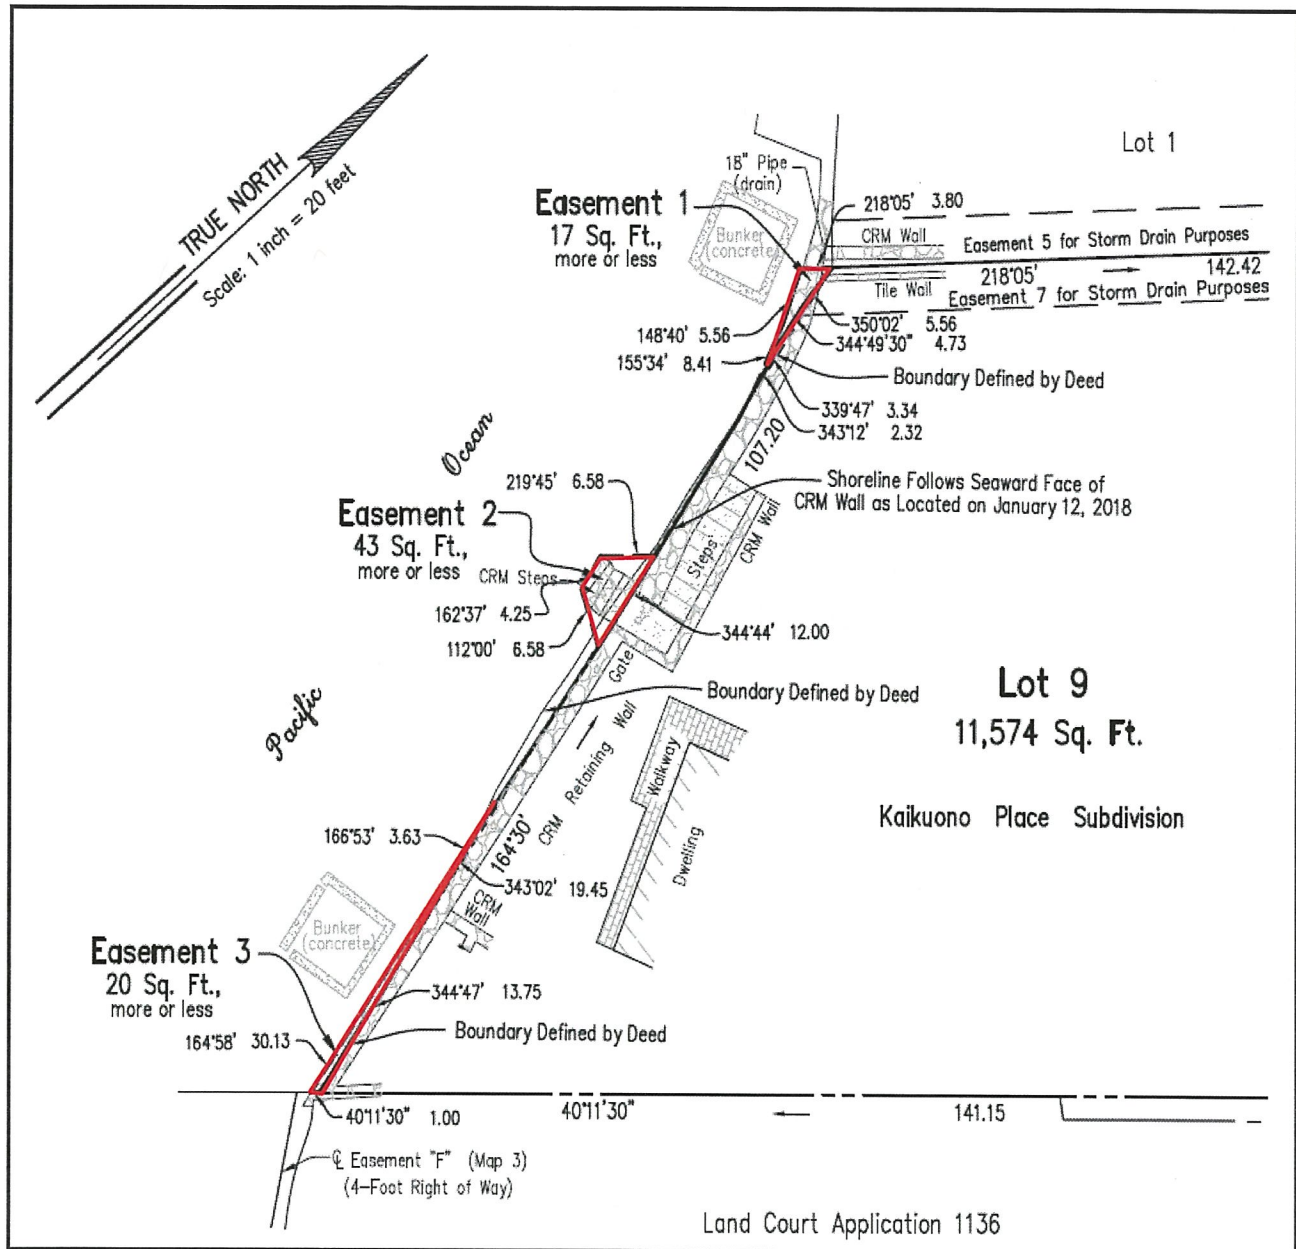 TRUE NORTH
Scale: 1 inch = 20 feet
Lot 1
18" Pipe
(drain)
Easement 1
17 Sq. Ft.,
more or less
Bunker
(concrete)
218°05' 3.80
CRM Wall
Easement 5 for Storm Drain Purposes
218°05'
142.42
Tile Wall
Easement 7 for Storm Drain Purposes
148°40' 5.56
350°02' 5.56
344°49'30" 4.73
155°34' 8.41
Boundary Defined by Deed
339°47' 3.34
343°12' 2.32
107.20
Ocean
219°45' 6.58
Shoreline Follows Seaward Face of
CRM Wall as Located on January 12, 2018
Easement 2
43 Sq. Ft.,
more or less
CRM Steps
Steps
CRM Wall
162°37' 4.25
112°00' 6.58
344°44' 12.00
Gate
Boundary Defined by Deed
Lot 9
11,574 Sq. Ft.
Pacific
CRM Retaining Wall
Walkway
Dwelling
Kaikuono Place Subdivision
166°53' 3.63
164°30'
343°02' 19.45
CRM
Wall
Bunker
(concrete)
Easement 3
20 Sq. Ft.,
more or less
344°47' 13.75
Boundary Defined by Deed
164°58' 30.13
40°11'30" 1.00
40°11'30"
141.15
℄ Easement "F" (Map 3)
(4-Foot Right of Way)
Land Court Application 1136